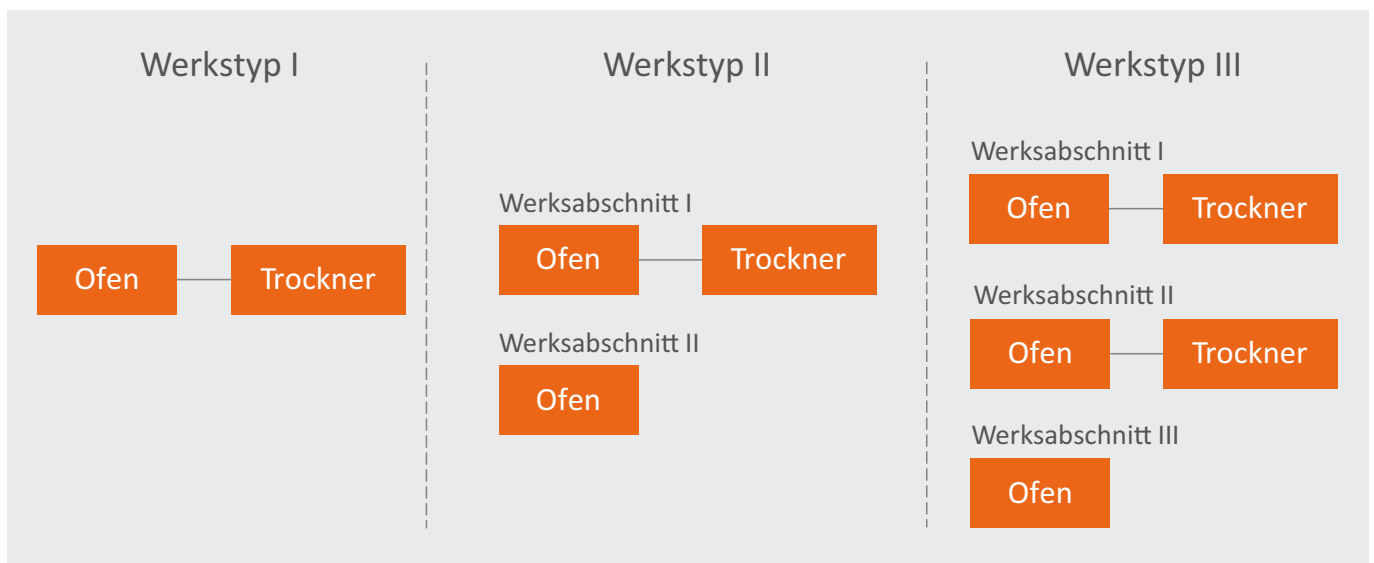 Werkstyp I
Ofen
Trockner
Werkstyp II
Werksabschnitt I
Ofen
Trockner
Werksabschnitt II
Ofen
Werkstyp III
Werksabschnitt I
Ofen
Trockner
Werksabschnitt II
Ofen
Trockner
Werksabschnitt III
Ofen